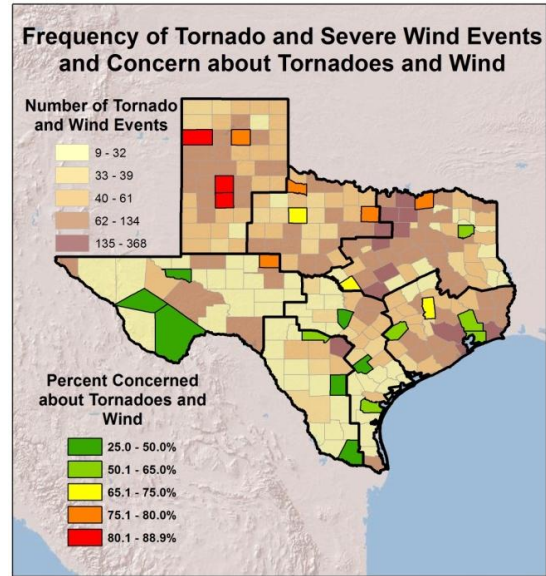 Frequency of Tornado and Severe Wind Events
and Concern about Tornadoes and Wind
Number of Tornado
and Wind Events
9 - 32
33 - 39
40 - 61
62 - 134
135 - 368
Percent Concerned
about Tornadoes and
Wind
25.0 - 50.0%
50.1 - 65.0%
65.1 - 75.0%
75.1 - 80.0%
80.1 - 88.9%